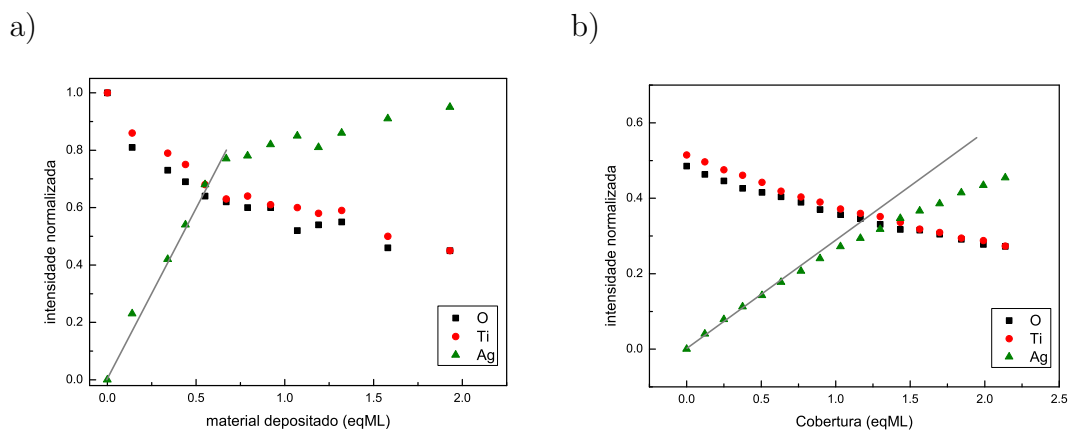 a)
intensidade normalizada
1.0
0.8
0.6
0.4
0.2
0.0
0.0 0.5 1.0 1.5 2.0
material depositado (eqML)
O
Ti
Ag
b)
intensidade normalizada
0.6
0.4
0.2
0.0
0.0 0.5 1.0 1.5 2.0 2.5
Cobertura (eqML)
O
Ti
Ag